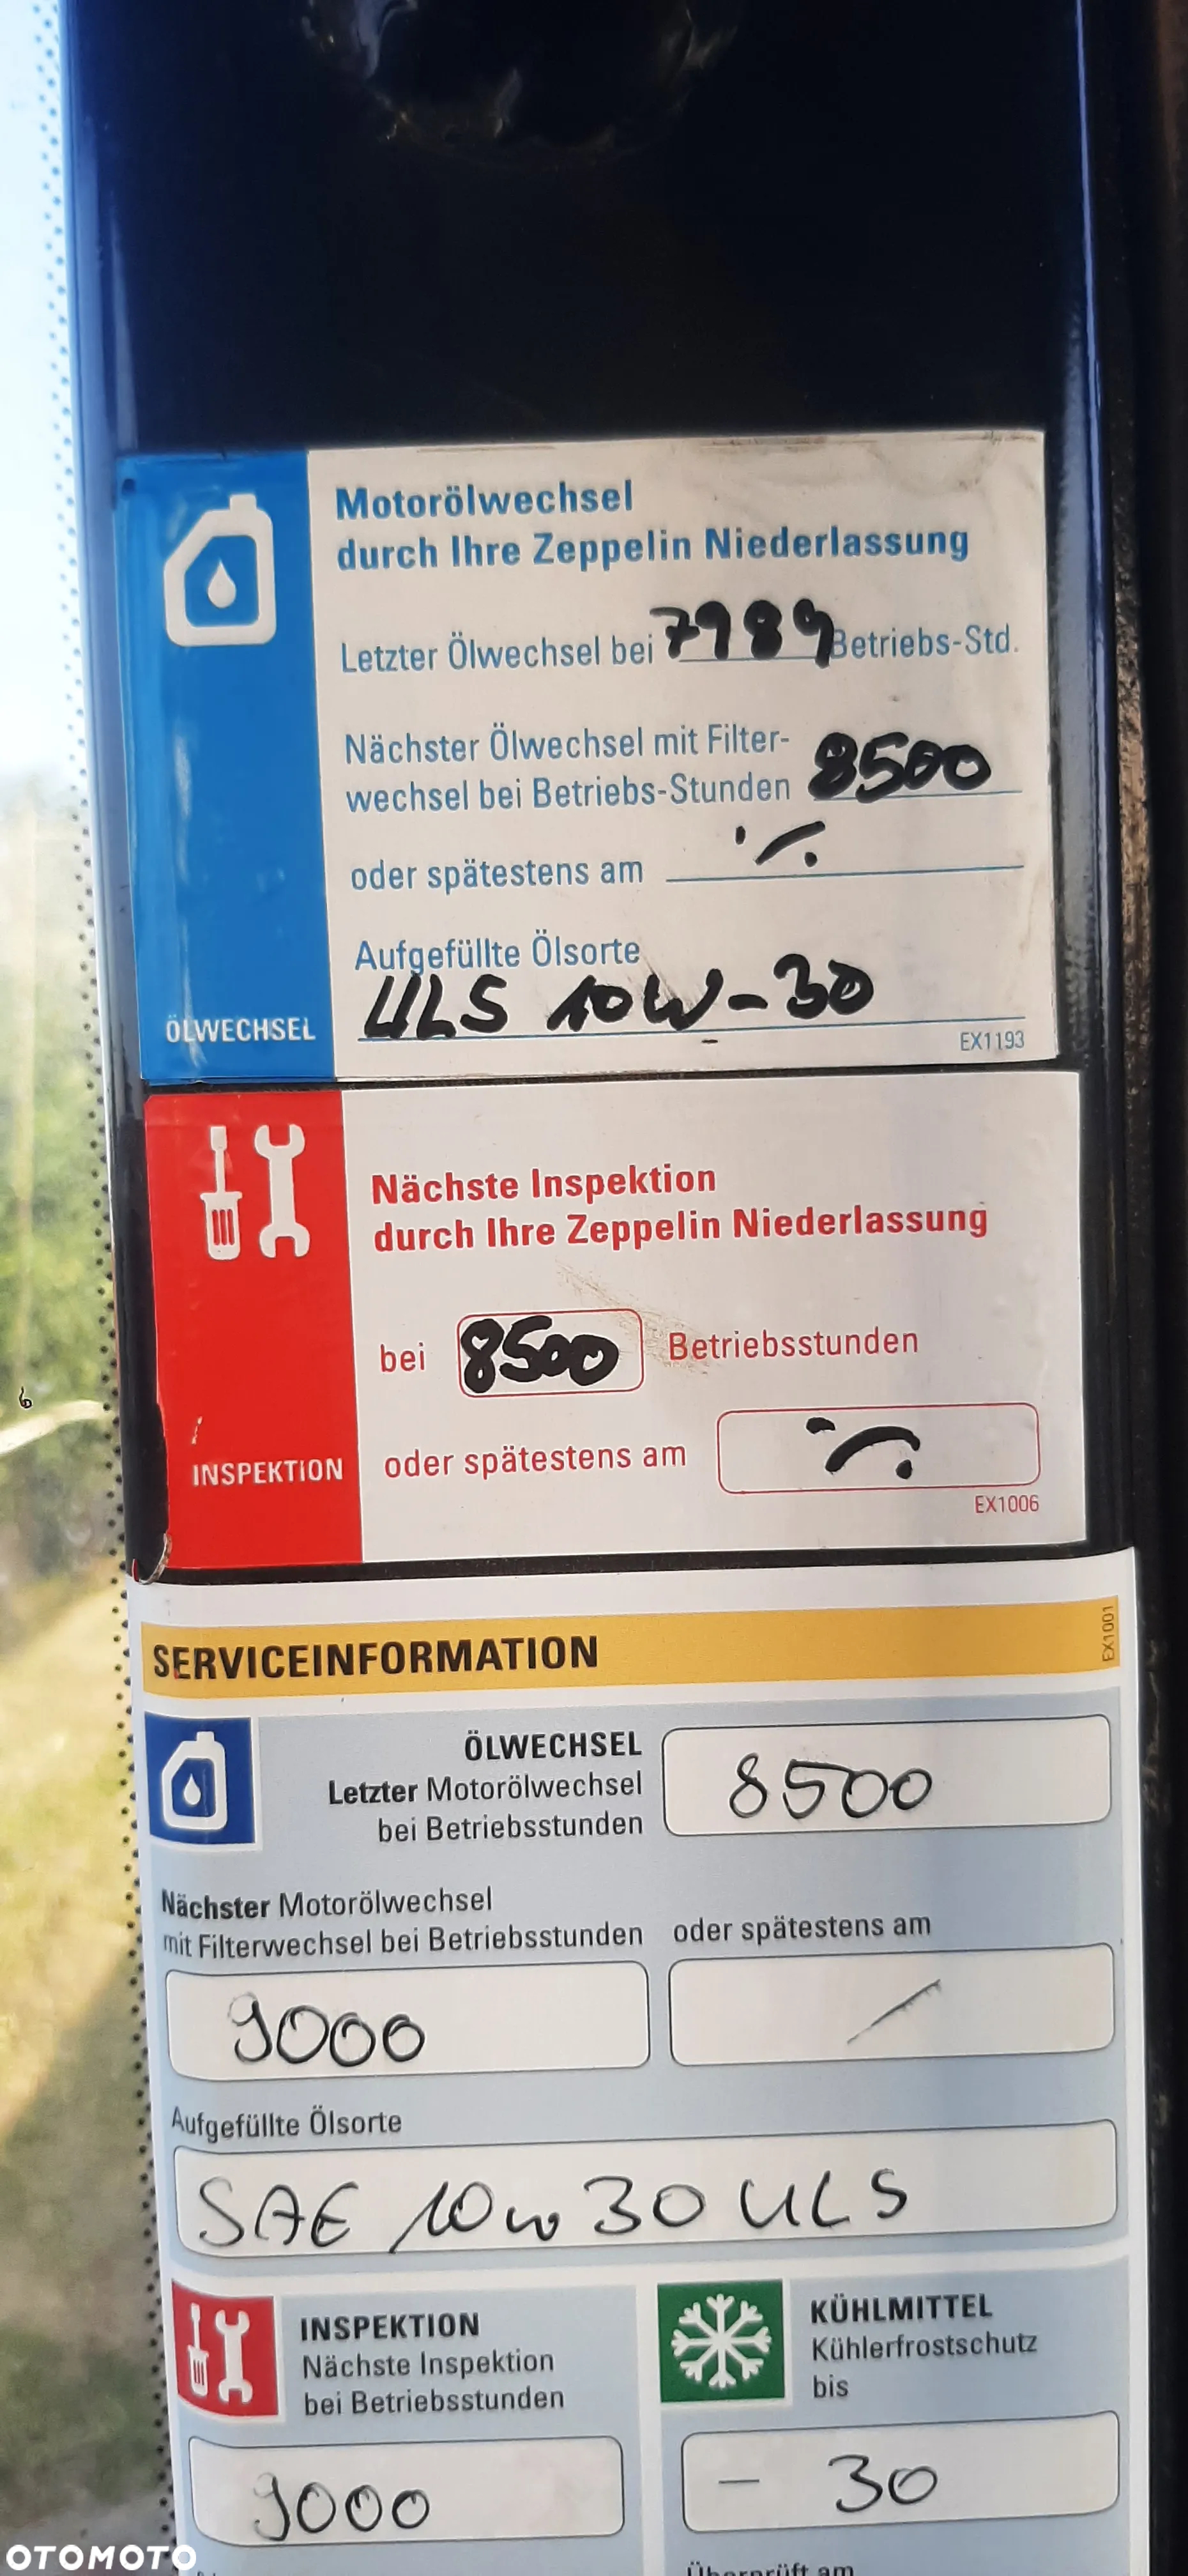 Motorölwechsel
durch Ihre Zeppelin Niederlassung
Letzter Ölwechsel bei 7989 Betriebs-Std.
Nächster Ölwechsel mit Filter-
wechsel bei Betriebs-Stunden 8500
oder spätestens am
Aufgefüllte Ölsorte
ULS 10W-30
ÖLWECHSEL
EX1193
Nächste Inspektion
durch Ihre Zeppelin Niederlassung
bei 8500 Betriebsstunden
INSPEKTION
oder spätestens am
EX1006
SERVICEINFORMATION
EX1001
ÖLWECHSEL
Letzter Motorölwechsel
bei Betriebsstunden
8500
Nächster Motorölwechsel
mit Filterwechsel bei Betriebsstunden
9000
oder spätestens am
Aufgefüllte Ölsorte
SAE 10w30 ULS
INSPEKTION
Nächste Inspektion
bei Betriebsstunden
9000
KÜHLMITTEL
Kühlerfrostschutz
bis
- 30
Überprüft am
OTOMOTO